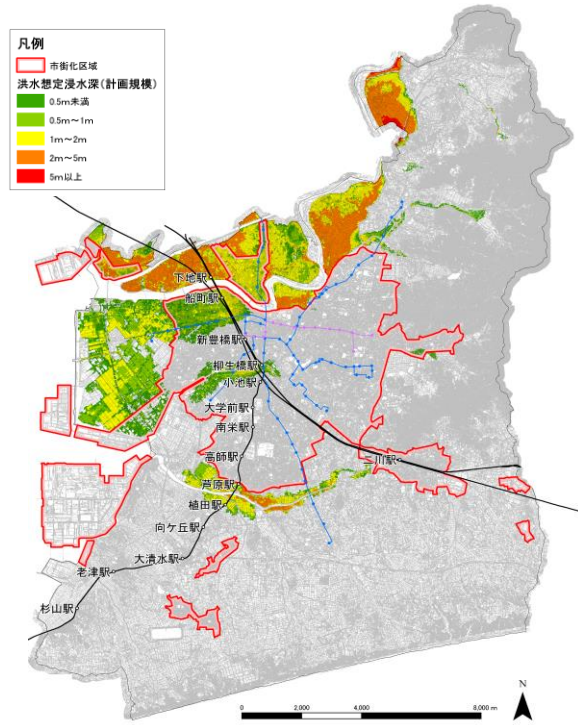 凡例
市街化区域
洪水想定浸水深(計画規模)
0.5m未満
0.5m~1m
1m~2m
2m~5m
5m以上
下地駅
船町駅
新豊橋駅
柳生橋駅
小池駅
大学前駅
南栄駅
高師駅
二川駅
芦原駅
植田駅
向ケ丘駅
大清水駅
老津駅
杉山駅
N
0 2,000 4,000 8,000 m